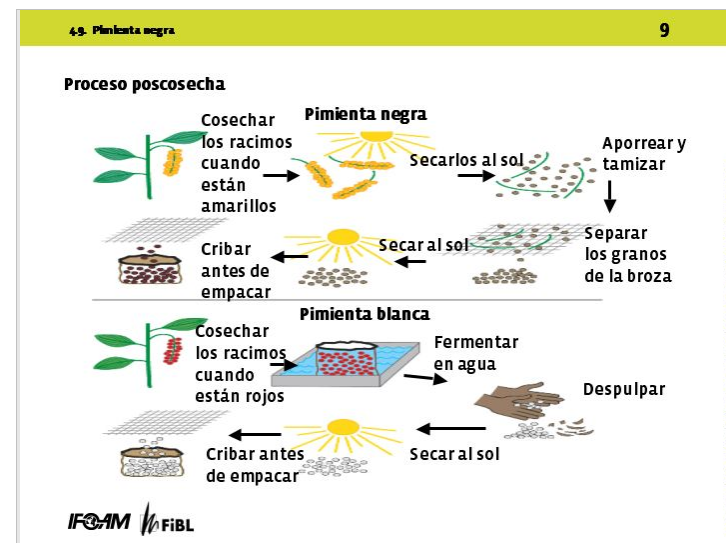 4.9. Pimienta negra
9
Proceso poscosecha
Pimienta negra
Cosechar
los racimos
cuando
están
amarillos
Secarlos al sol
Aporrear y
tamizar
Separar
los granos
de la broza
Secar al sol
Cribar
antes de
empacar
Pimienta blanca
Cosechar
los racimos
cuando
están rojos
Fermentar
en agua
Despulpar
Secar al sol
Cribar antes
de empacar
IFOAM FiBL